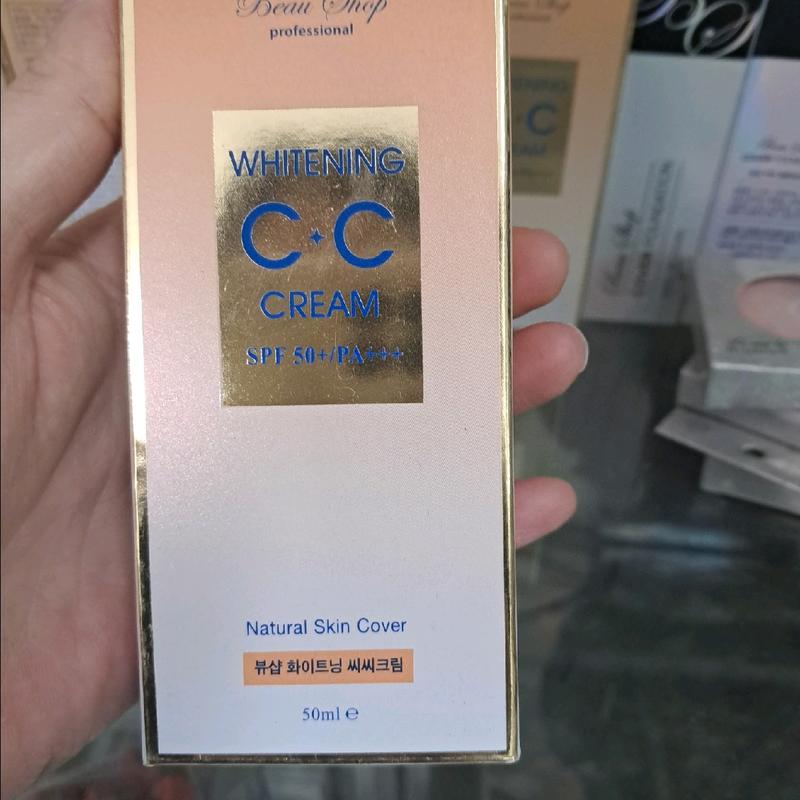 Beau Shop
professional
WHITENING
C·C
CREAM
SPF 50+/PA+++
Natural Skin Cover
뷰샵 화이트닝 씨씨크림
50ml ℮